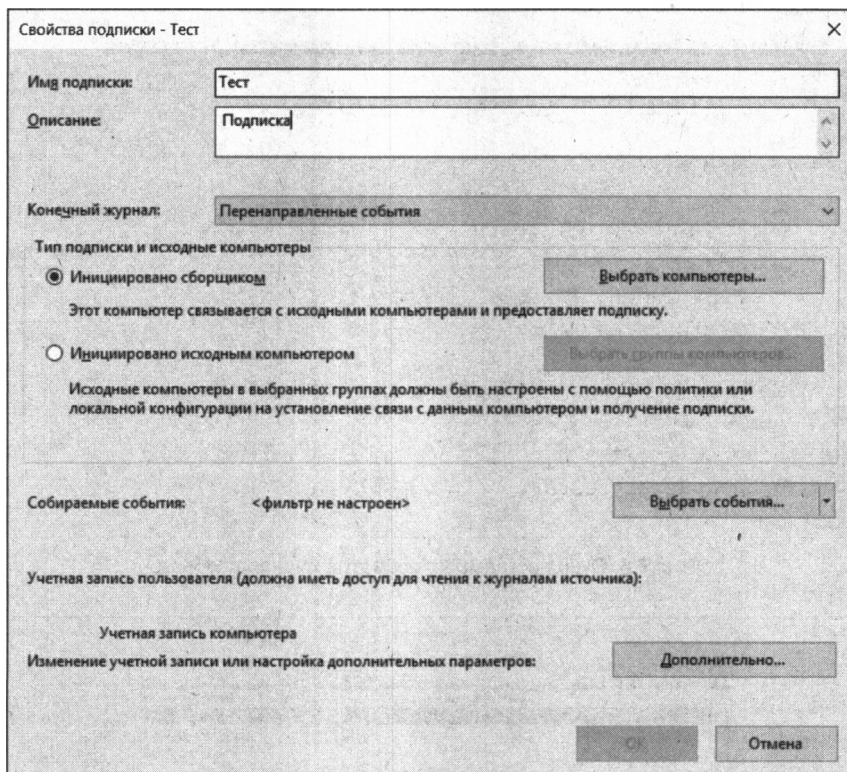 Свойства подписки - Тест
Имя подписки:
Тест
Описание:
Подписка
Конечный журнал:
Перенаправленные события
Тип подписки и исходные компьютеры
Инициировано сборщиком
Выбрать компьютеры...
Этот компьютер связывается с исходными компьютерами и предоставляет подписку.
Инициировано исходным компьютером
Выбрать группы компьютеров...
Исходные компьютеры в выбранных группах должны быть настроены с помощью политики или
локальной конфигурации на установление связи с данным компьютером и получение подписки.
Собираемые события:
<фильтр не настроен>
Выбрать события...
Учетная запись пользователя (должна иметь доступ для чтения к журналам источника):
Учетная запись компьютера
Изменение учетной записи или настройка дополнительных параметров:
Дополнительно...
ОК
Отмена